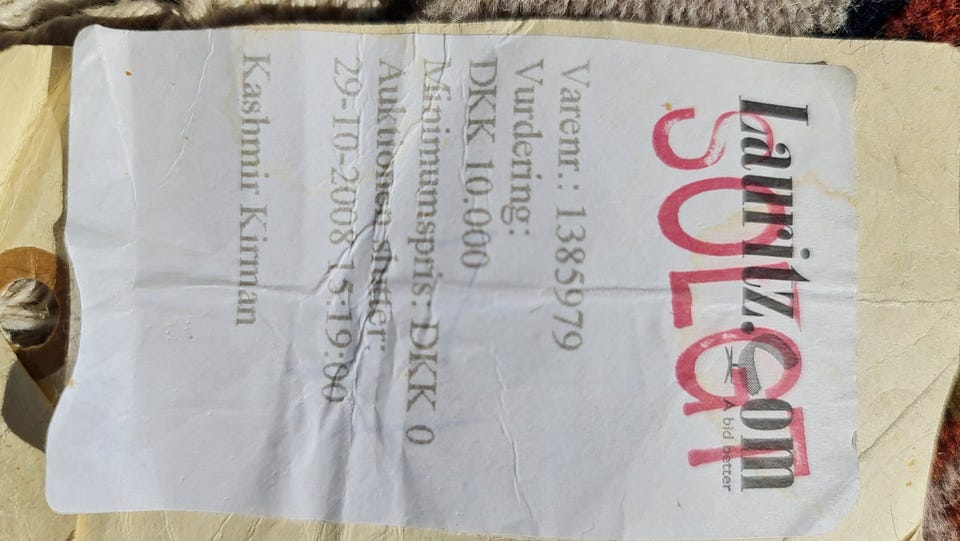 Lauritz.Com
A bid better
SOLGT
Varenr.: 1385979
Vurdering:
DKK 10.000
Minimumspris: DKK 0
Auktionen slutter:
29-10-2008 15:19:00
Kashmir Kirman